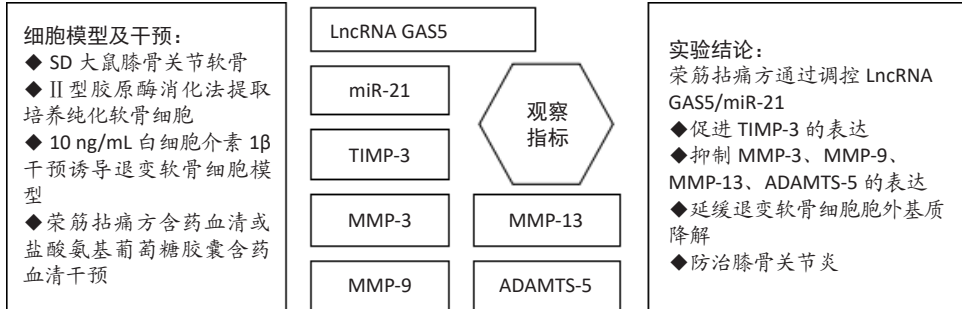 细胞模型及干预：
◆ SD 大鼠膝骨关节软骨
◆ Ⅱ型胶原酶消化法提取
培养纯化软骨细胞
◆ 10 ng/mL 白细胞介素 1β
干预诱导退变软骨细胞模
型
◆荣筋拈痛方含药血清或
盐酸氨基葡萄糖胶囊含药
血清干预
LncRNA GAS5
miR-21
TIMP-3
MMP-3
MMP-9
观察
指标
MMP-13
ADAMTS-5
实验结论：
荣筋拈痛方通过调控 LncRNA
GAS5/miR-21
◆促进 TIMP-3 的表达
◆抑制 MMP-3、MMP-9、
MMP-13、ADAMTS-5 的表达
◆延缓退变软骨细胞胞外基质
降解
◆防治膝骨关节炎